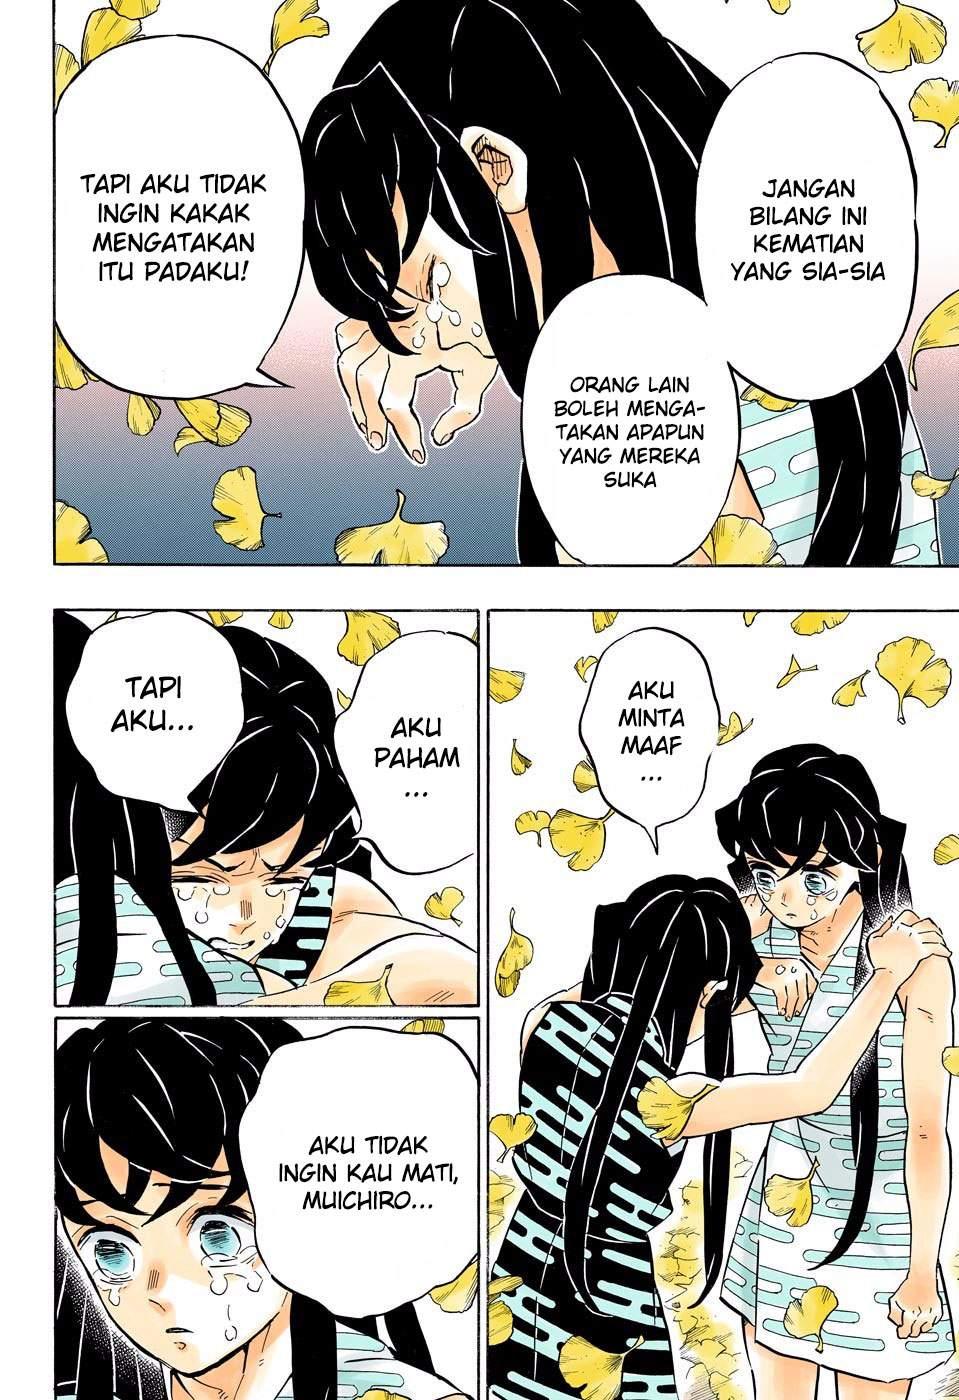 JANGAN
BILANG INI
KEMATIAN
YANG SIA-SIA
ORANG LAIN
BOLEH MENGA-
TAKAN APAPUN
YANG MEREKA
SUKA
TAPI AKU TIDAK
INGIN KAKAK
MENGATAKAN
ITU PADAKU!
AKU
MINTA
MAAF
...
AKU
PAHAM
...
TAPI
AKU...
AKU TIDAK
INGIN KAU MATI,
MUICHIRO...